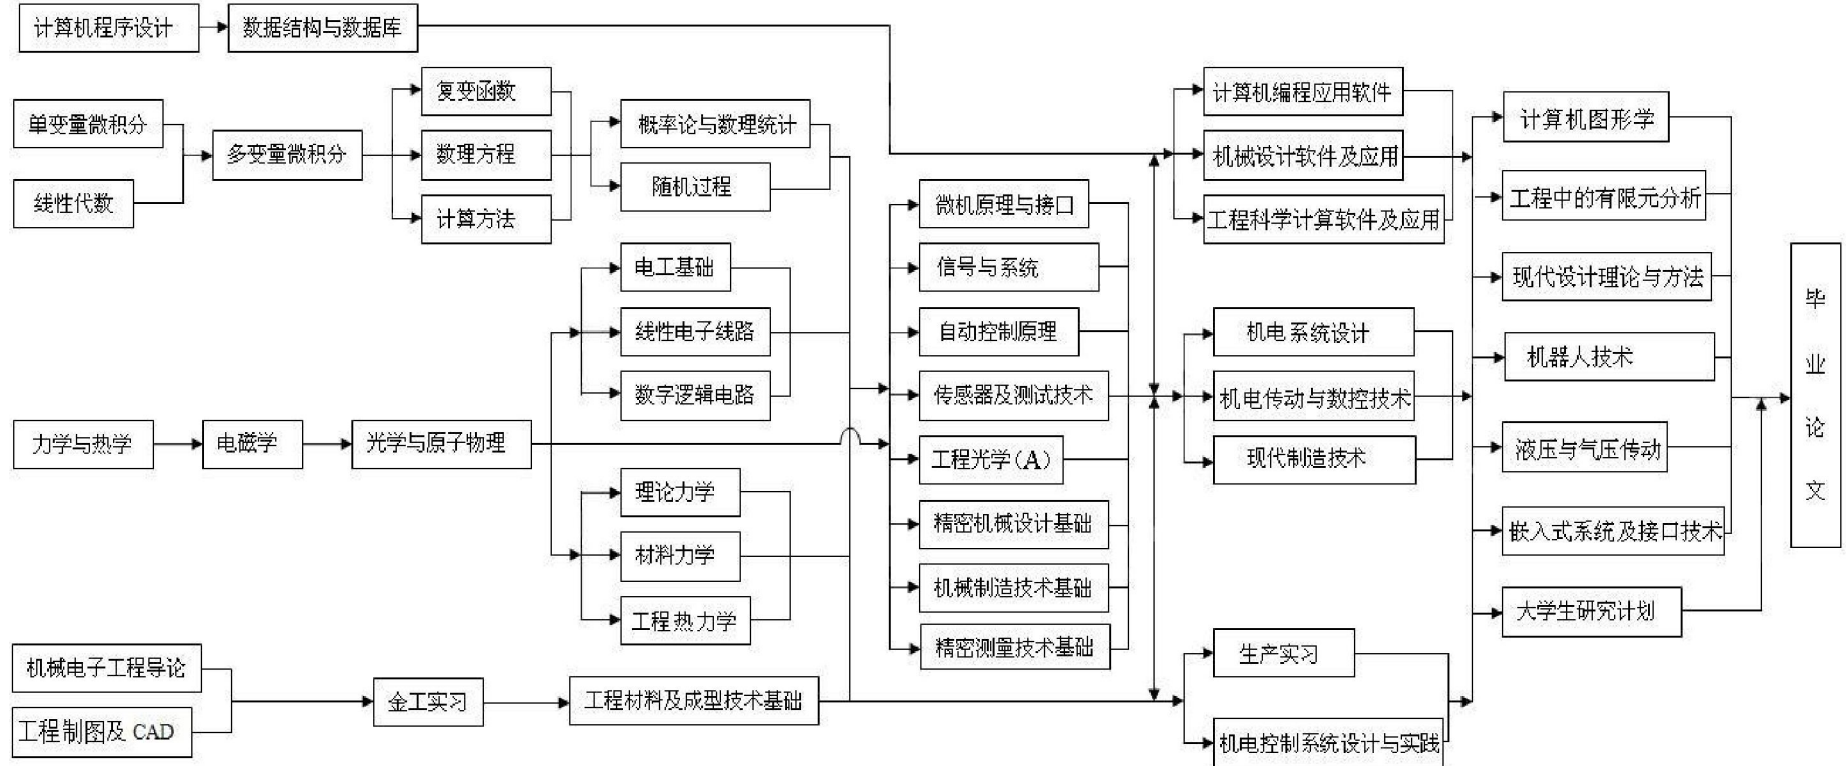 计算机程序设计
数据结构与数据库
单变量微积分
线性代数
多变量微积分
复变函数
数理方程
计算方法
概率论与数理统计
随机过程
电工基础
线性电子线路
数字逻辑电路
力学与热学
电磁学
光学与原子物理
理论力学
材料力学
工程热力学
机械电子工程导论
工程制图及 CAD
金工实习
工程材料及成型技术基础
微机原理与接口
信号与系统
自动控制原理
传感器及测试技术
工程光学(A)
精密机械设计基础
机械制造技术基础
精密测量技术基础
计算机编程应用软件
机械设计软件及应用
工程科学计算软件及应用
机电系统设计
机电传动与数控技术
现代制造技术
生产实习
机电控制系统设计与实践
计算机图形学
工程中的有限元分析
现代设计理论与方法
机器人技术
液压与气压传动
嵌入式系统及接口技术
大学生研究计划
毕业论文